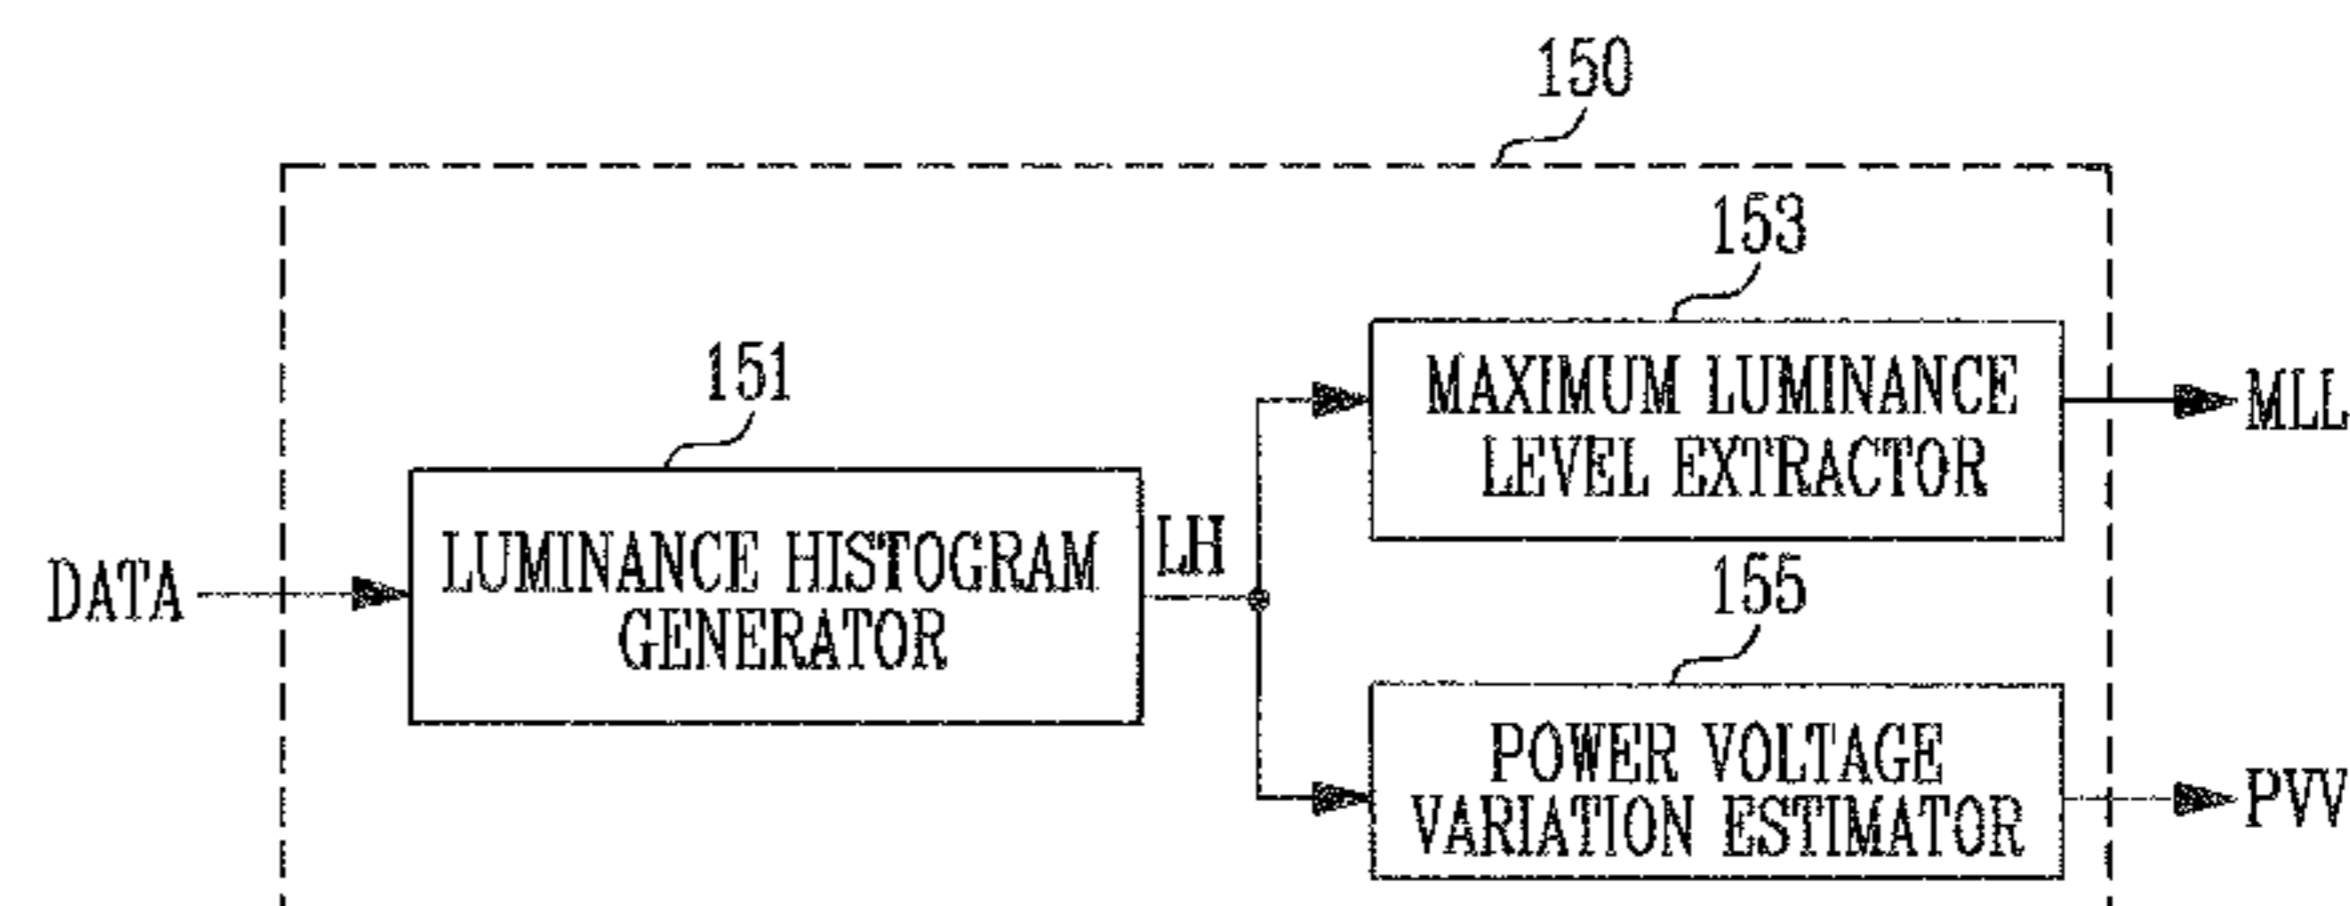 150
153
MAXIMUM LUMINANCE
LEVEL EXTRACTOR
MLL
151
LUMINANCE HISTOGRAM
GENERATOR
LH
DATA
155
POWER VOLTAGE
VARIATION ESTIMATOR
PVV